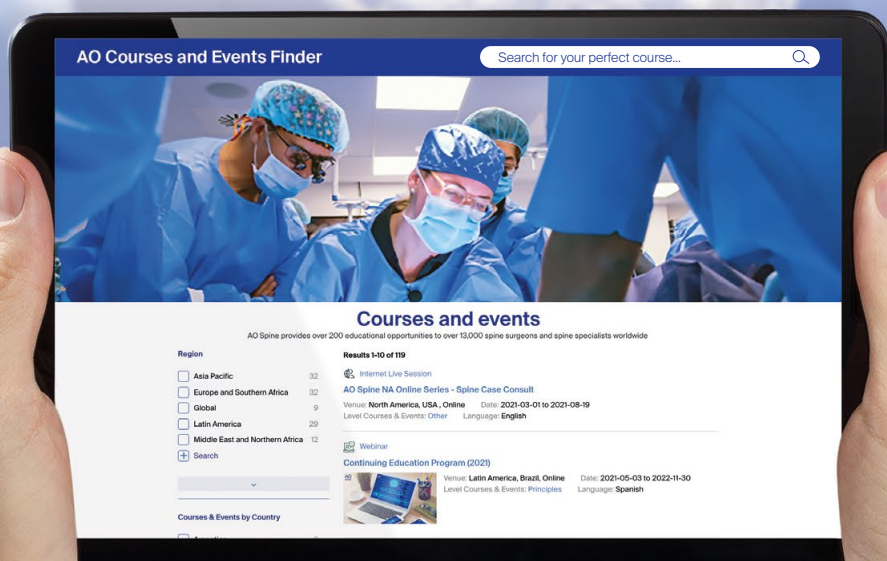 AO Courses and Events Finder
Search for your perfect course...
Courses and events
AO Spine provides over 200 educational opportunities to over 13,000 spine surgeons and spine specialists worldwide
Region
Asia Pacific 32
Europe and Southern Africa 32
Global 9
Latin America 29
Middle East and Northern Africa 12
Search
Courses & Events by Country
Results 1-10 of 119
Internet Live Session
AO Spine NA Online Series - Spine Case Consult
Venue: North America, USA , Online Date: 2021-03-01 to 2021-08-19
Level Courses & Events: Other Language: English
Webinar
Continuing Education Program (2021)
AO
Venue: Latin America, Brazil, Online Date: 2021-05-03 to 2022-11-30
Level Courses & Events: Principles Language: Spanish